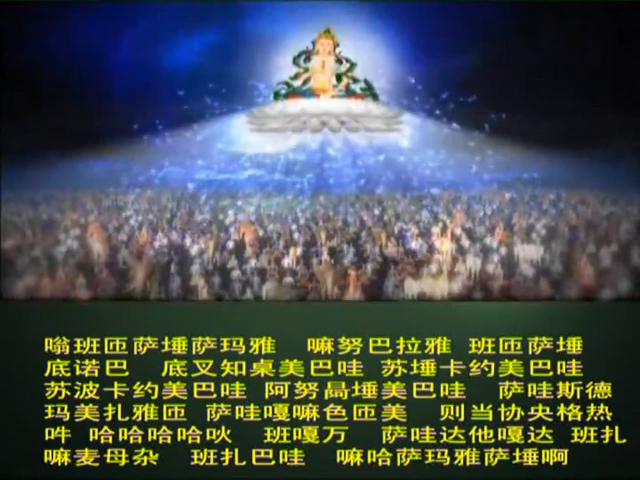 嗡班匝萨埵萨玛雅 嘛努巴拉雅 班匝萨埵
底诺巴 底叉知桌美巴哇 苏埵卡约美巴哇
苏波卡约美巴哇 阿努晑埵美巴哇 萨哇斯德
玛美扎雅匝 萨哇嘎嘛色匝美 则当协央格热
吽 哈哈哈哈吙 班嘎万 萨哇达他嘎达 班扎
嘛麦母杂 班扎巴哇 嘛哈萨玛雅萨埵啊